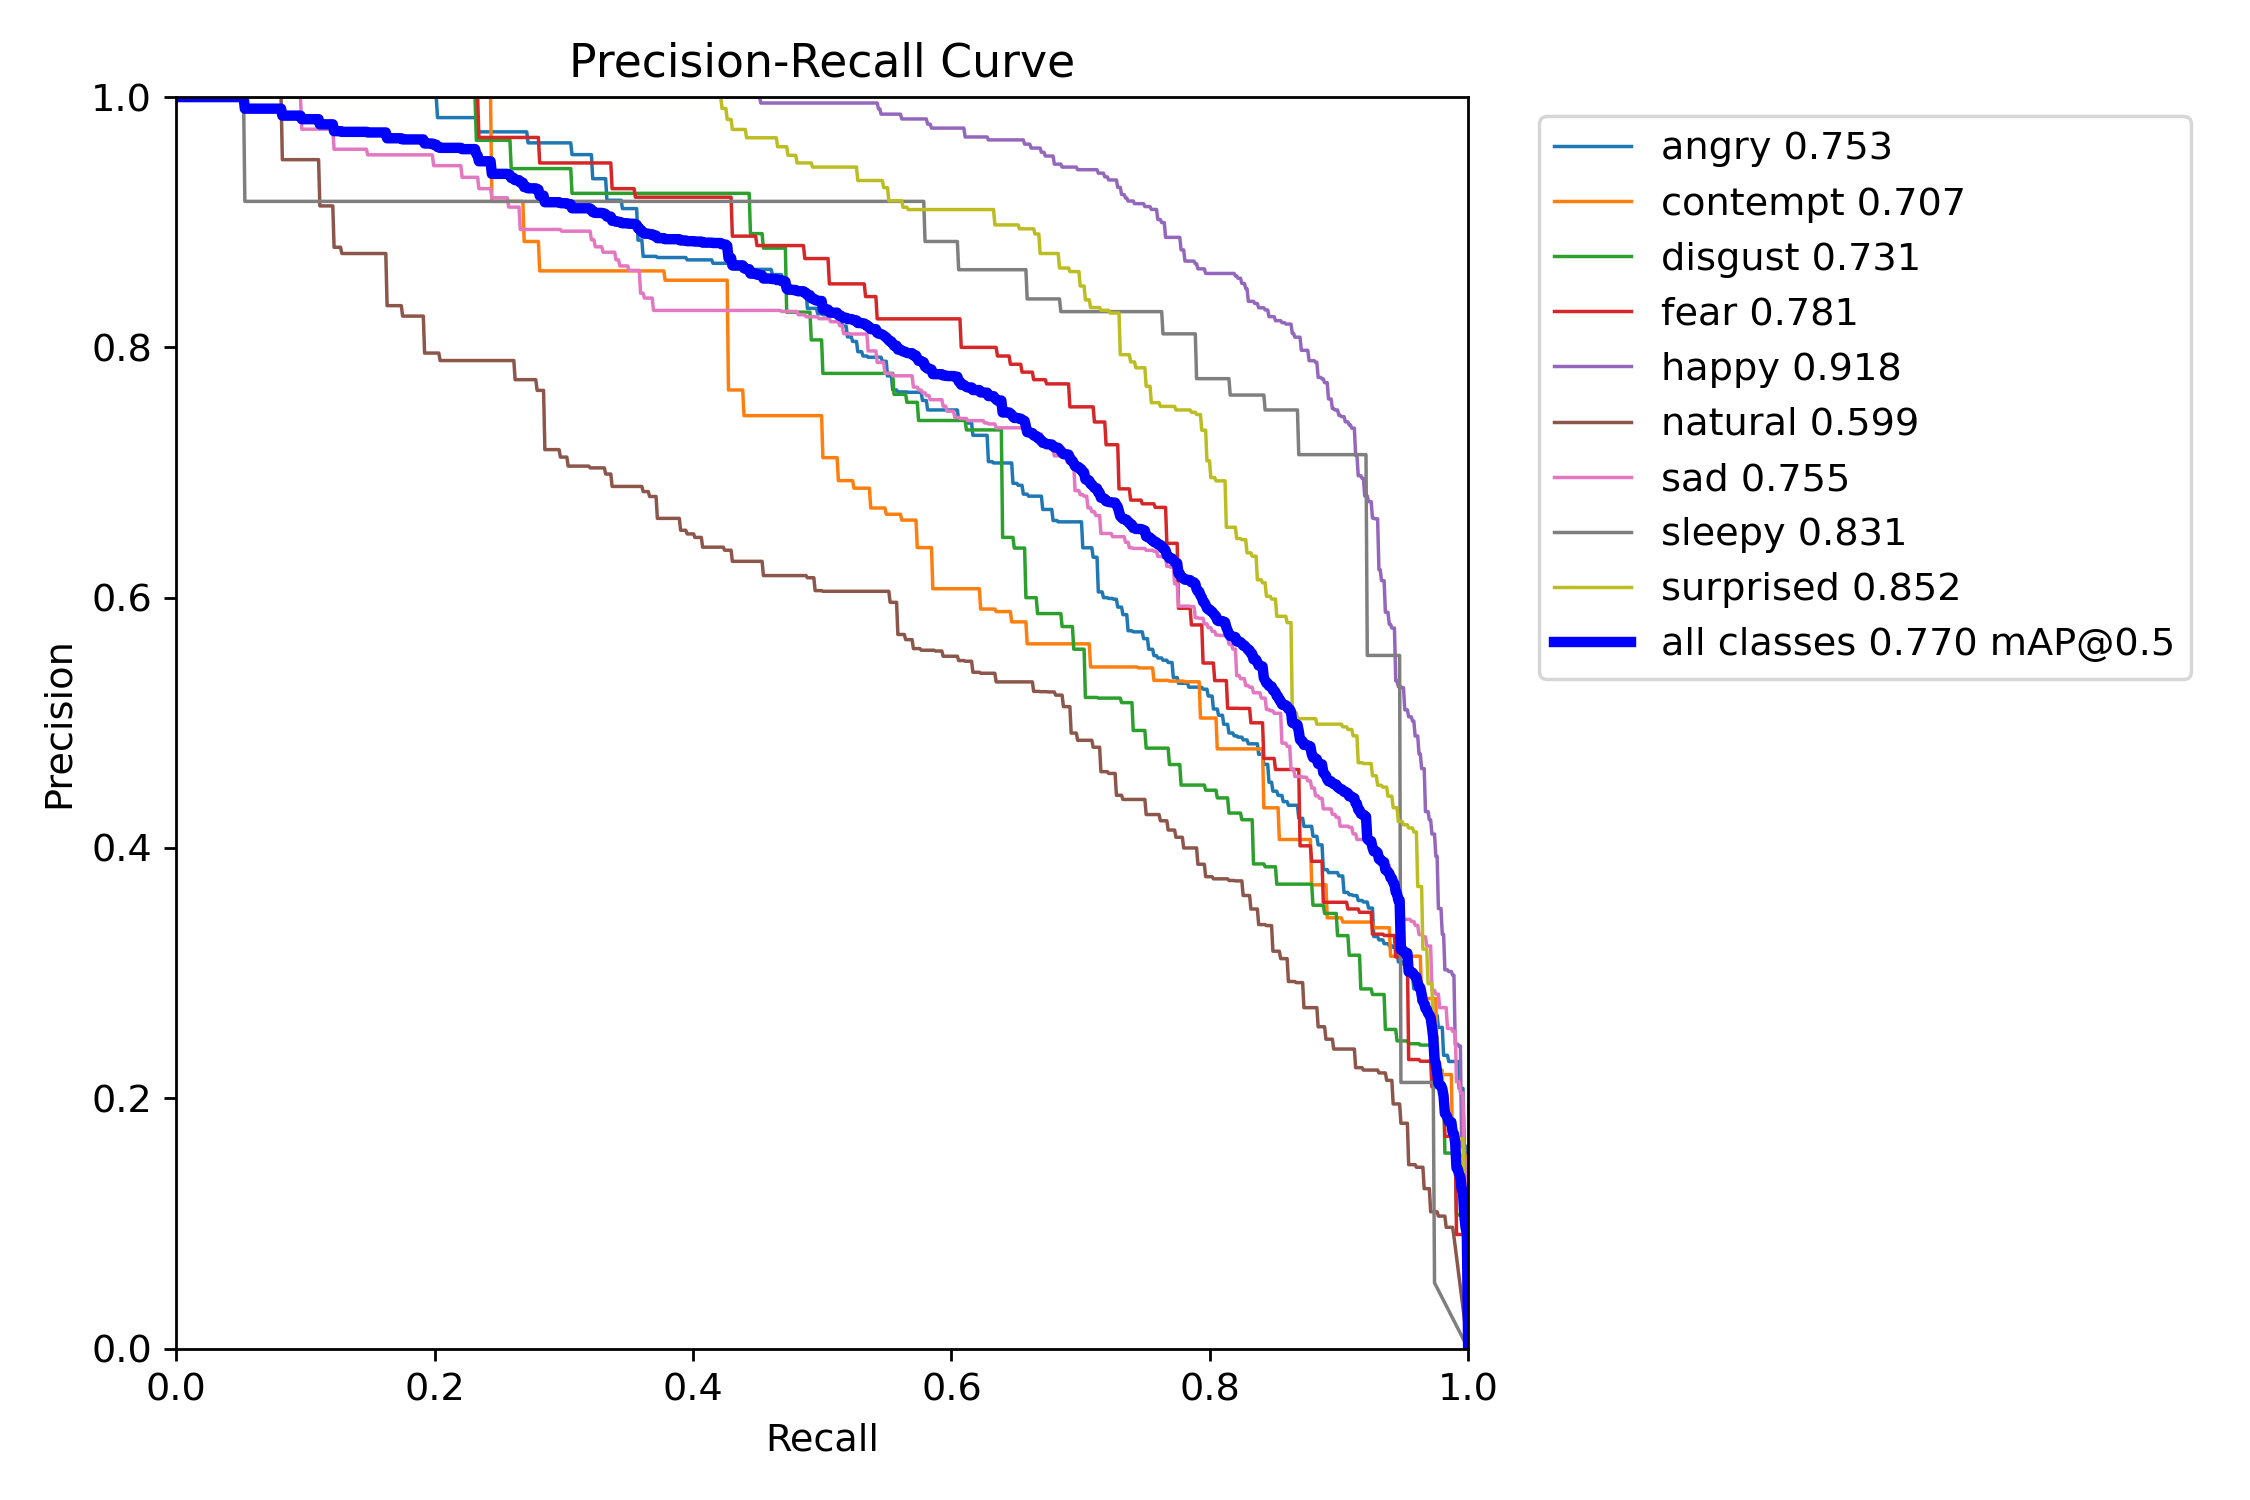 Precision-Recall Curve
1.0
0.8
0.6
0.4
0.2
0.0
Precision
0.0 0.2 0.4 0.6 0.8 1.0
Recall
angry 0.753
contempt 0.707
disgust 0.731
fear 0.781
happy 0.918
natural 0.599
sad 0.755
sleepy 0.831
surprised 0.852
all classes 0.770 mAP@0.5